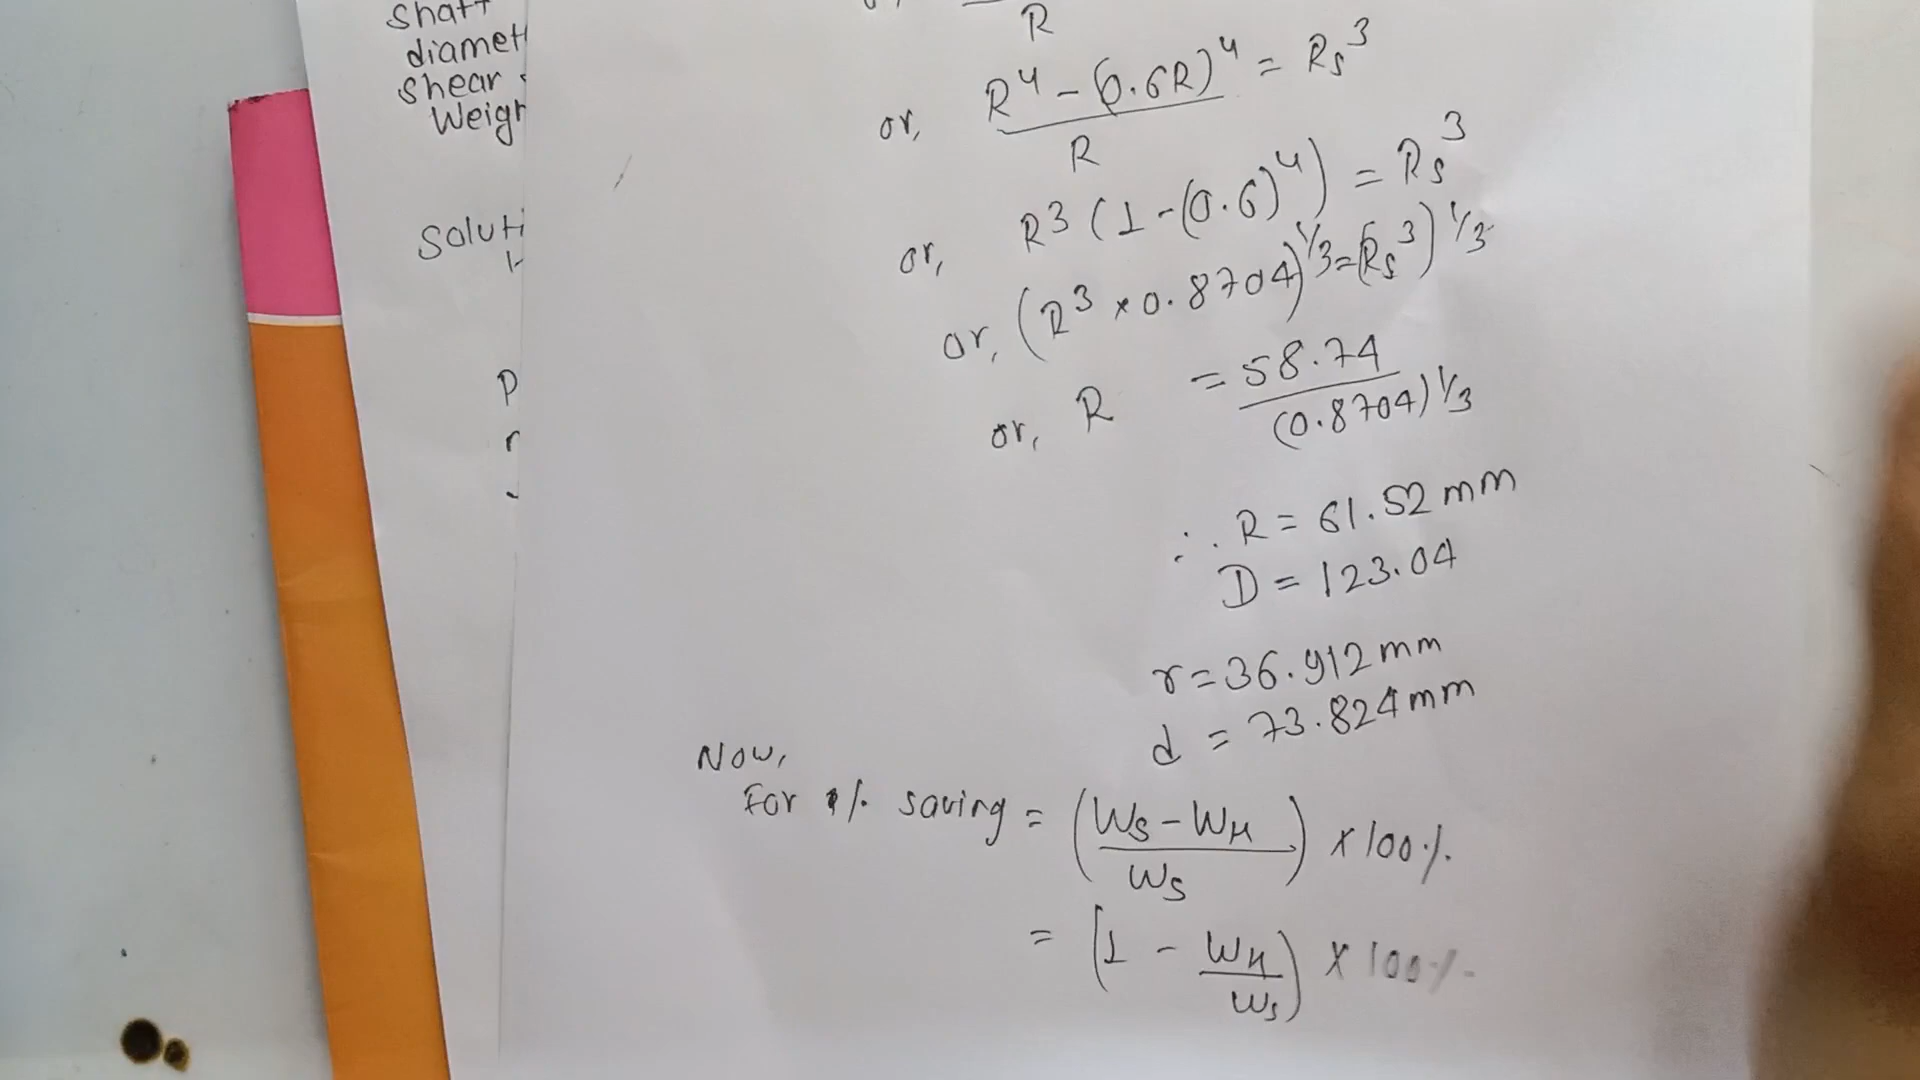 Shaft
diamet
Shear
Weigh
Soluti
P
r
R
or, R⁴ - (0.6R)⁴ = Rs³
R
or, R³ (1 - (0.6)⁴) = Rs³
or, (R³ × 0.8704)^1/3 = (Rs³)^1/3
or, R = 58.74
(0.8704)^1/3
∴ R = 61.52 mm
D = 123.04
r = 36.912 mm
d = 73.824 mm
Now,
For % saving = (Ws - WH) × 100%
Ws
= (1 - WH) × 100%
Ws